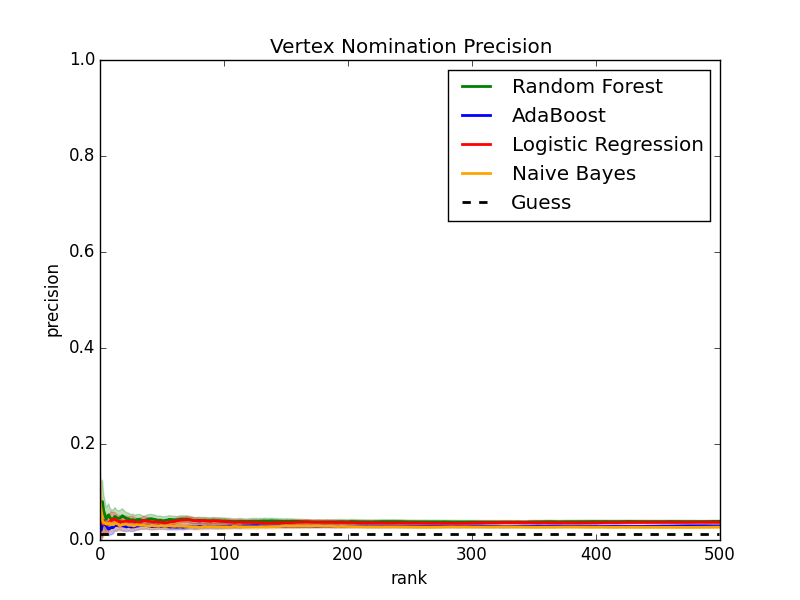 Vertex Nomination Precision
1.0
0.8
0.6
0.4
0.2
0.0
precision
Random Forest
AdaBoost
Logistic Regression
Naive Bayes
Guess
0 100 200 300 400 500
rank